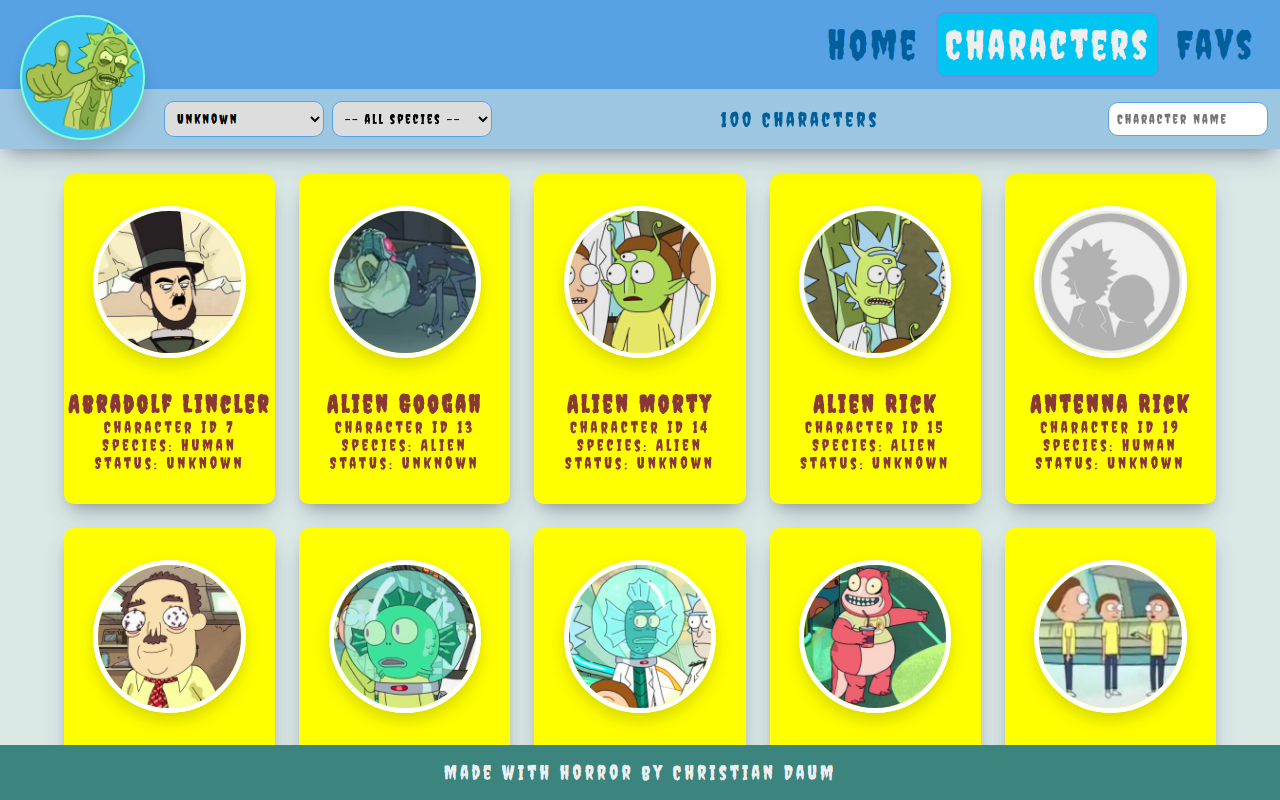 HOME CHARACTERS FAVS
UNKNOWN -- ALL SPECIES -- 100 CHARACTERS CHARACTER NAME
ABRADOLF LINCLER
CHARACTER ID 7
SPECIES: HUMAN
STATUS: UNKNOWN
ALIEN GOOGAH
CHARACTER ID 13
SPECIES: ALIEN
STATUS: UNKNOWN
ALIEN MORTY
CHARACTER ID 14
SPECIES: ALIEN
STATUS: UNKNOWN
ALIEN RICK
CHARACTER ID 15
SPECIES: ALIEN
STATUS: UNKNOWN
ANTENNA RICK
CHARACTER ID 19
SPECIES: HUMAN
STATUS: UNKNOWN
MADE WITH HORROR BY CHRISTIAN DAUM